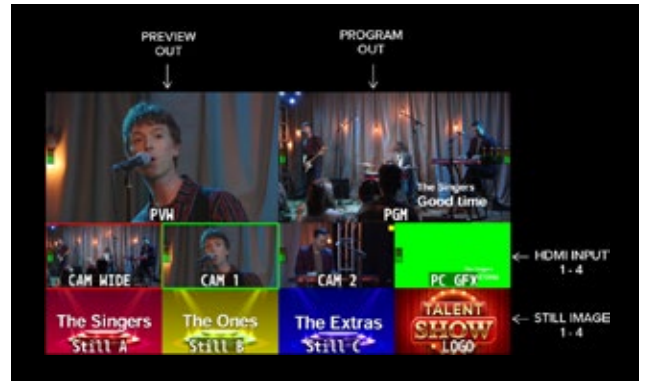 PREVIEW
OUT
PROGRAM
OUT
The Singers
Good time
PVW
PGM
CAM WIDE
CAM 1
CAM 2
PC GFX
HDMI INPUT
1 - 4
The Singers
Still A
The Ones
Still B
The Extras
Still C
TALENT
SHOW
LOGO
STILL IMAGE
1 - 4